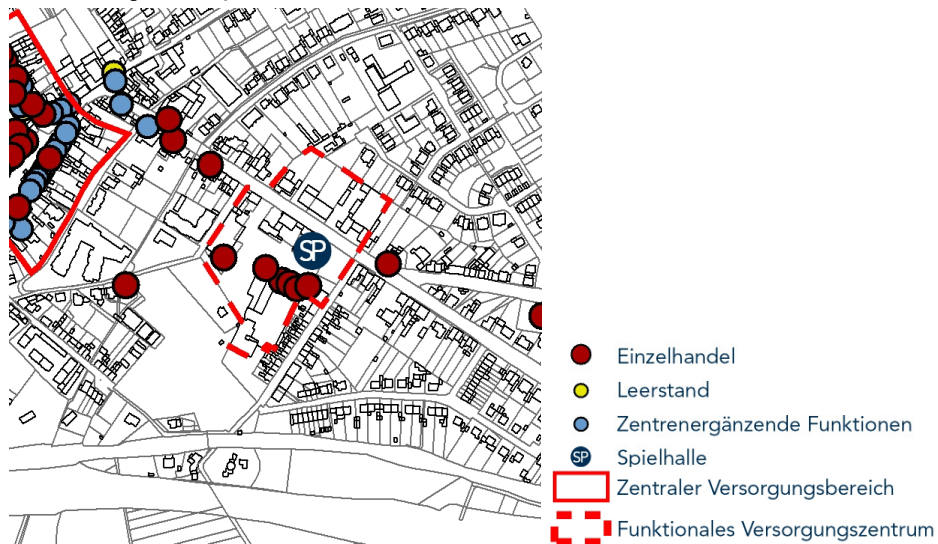 SP
Einzelhandel
Leerstand
Zentrenergänzende Funktionen
SP Spielhalle
Zentraler Versorgungsbereich
Funktionales Versorgungszentrum